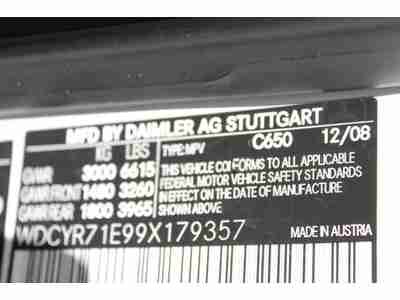 MFD BY DAIMLER AG STUTTGART
KG LBS TYPE: MPV C650 12/08
GVWR 3000 6615 THIS VEHICLE CONFORMS TO ALL APPLICABLE
GAWR FRONT 1480 3260 FEDERAL MOTOR VEHICLE SAFETY STANDARDS
GAWR REAR 1800 3965 IN EFFECT ON THE DATE OF MANUFACTURE
SHOWN ABOVE
WDCYR71E99X179357 MADE IN AUSTRIA